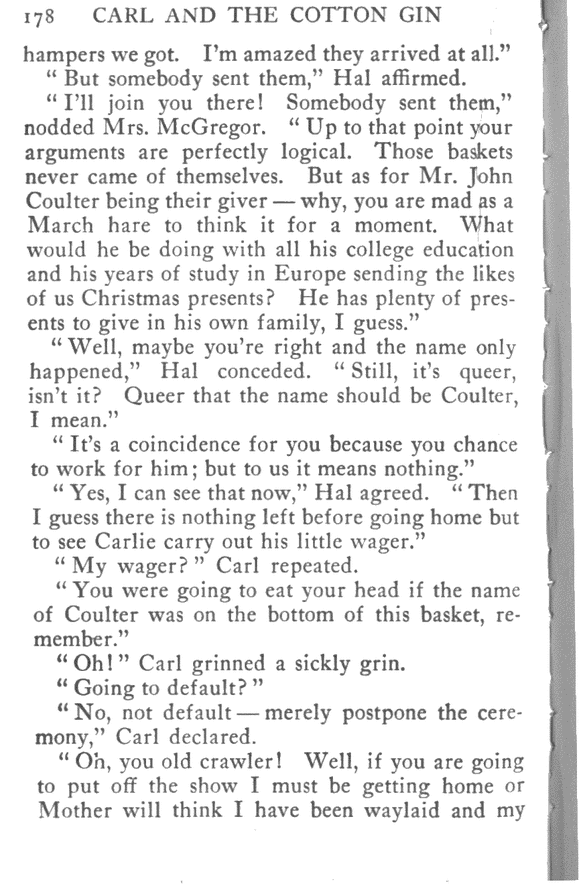 178 CARL AND THE COTTON GIN
hampers we got. I'm amazed they arrived at all."
"But somebody sent them," Hal affirmed.
"I'll join you there! Somebody sent them,"
nodded Mrs. McGregor. "Up to that point your
arguments are perfectly logical. Those baskets
never came of themselves. But as for Mr. John
Coulter being their giver — why, you are mad as a
March hare to think it for a moment. What
would he be doing with all his college education
and his years of study in Europe sending the likes
of us Christmas presents? He has plenty of pres-
ents to give in his own family, I guess."
"Well, maybe you're right and the name only
happened," Hal conceded. "Still, it's queer,
isn't it? Queer that the name should be Coulter,
I mean."
"It's a coincidence for you because you chance
to work for him; but to us it means nothing."
"Yes, I can see that now," Hal agreed. "Then
I guess there is nothing left before going home but
to see Carlie carry out his little wager."
"My wager?" Carl repeated.
"You were going to eat your head if the name
of Coulter was on the bottom of this basket, re-
member."
"Oh!" Carl grinned a sickly grin.
"Going to default?"
"No, not default — merely postpone the cere-
mony," Carl declared.
"Oh, you old crawler! Well, if you are going
to put off the show I must be getting home or
Mother will think I have been waylaid and my